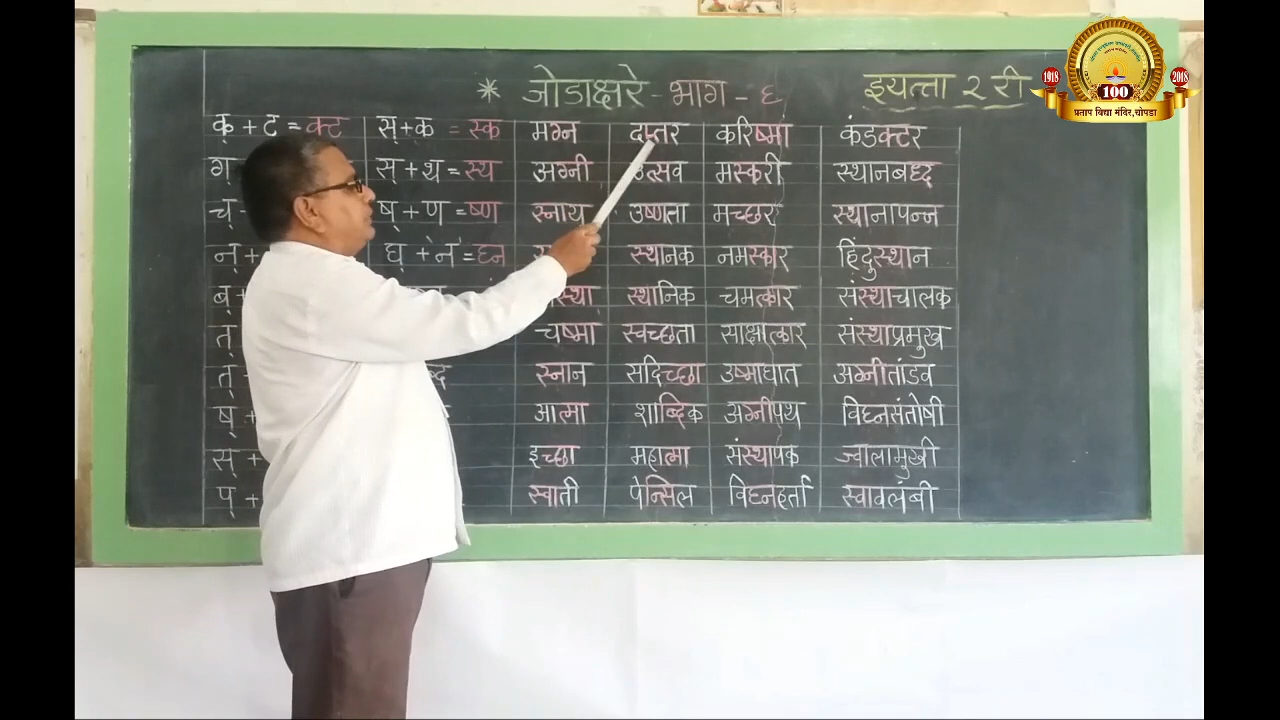 * जोडाक्षरे - भाग - ६ इयत्ता २ री
1918 2018
100
प्रताप विद्या मंदिर,चोपडा
क् + ट = क्ट स् + क = स्क मग्न दप्तर करिष्मा कंडक्टर
ग् स् + थ = स्थ अग्नी उत्सव मस्करी स्थानबध्द
च् ष् + ण = ष्ण स्नायू उष्णता मच्छर स्थानापन्न
न् + घ् + न = घ्न स्थानक नमस्कार हिंदुस्थान
ब् + संस्था स्थानिक चमत्कार संस्थाचालक
त् चष्मा स्वच्छता साक्षात्कार संस्थाप्रमुख
त् स्नान सदिच्छा उष्माघात अग्नीतांडव
ष् + आत्मा शाब्दिक अग्नीपथ विघ्नसंतोषी
स् + इच्छा महात्मा संस्थापक ज्वालामुखी
प् + स्वाती पेन्सिल विघ्नहर्ता स्वावलंबी